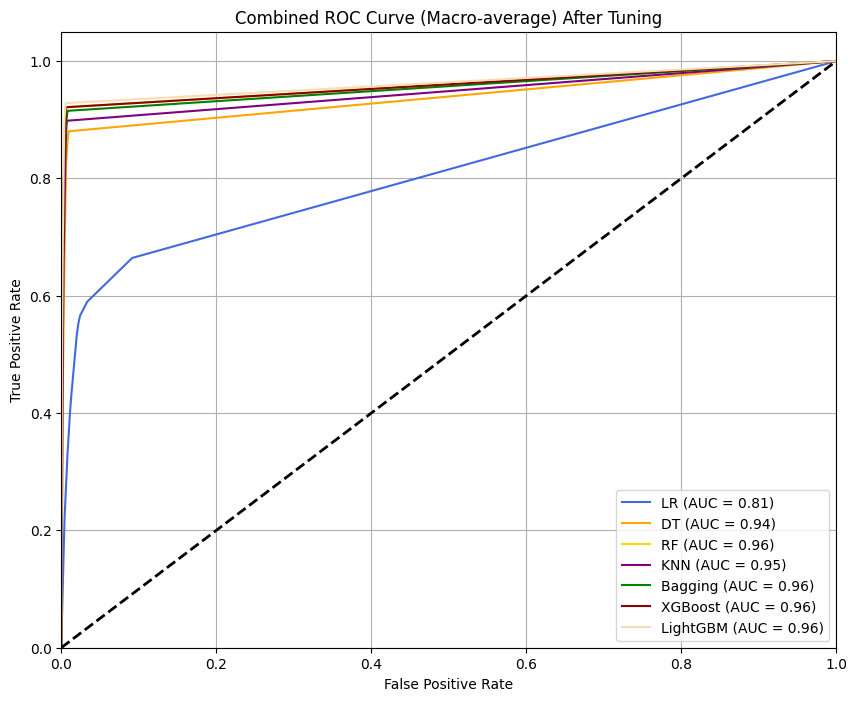 Combined ROC Curve (Macro-average) After Tuning
True Positive Rate
1.0
0.8
0.6
0.4
0.2
0.0
0.0 0.2 0.4 0.6 0.8 1.0
False Positive Rate
LR (AUC = 0.81)
DT (AUC = 0.94)
RF (AUC = 0.96)
KNN (AUC = 0.95)
Bagging (AUC = 0.96)
XGBoost (AUC = 0.96)
LightGBM (AUC = 0.96)